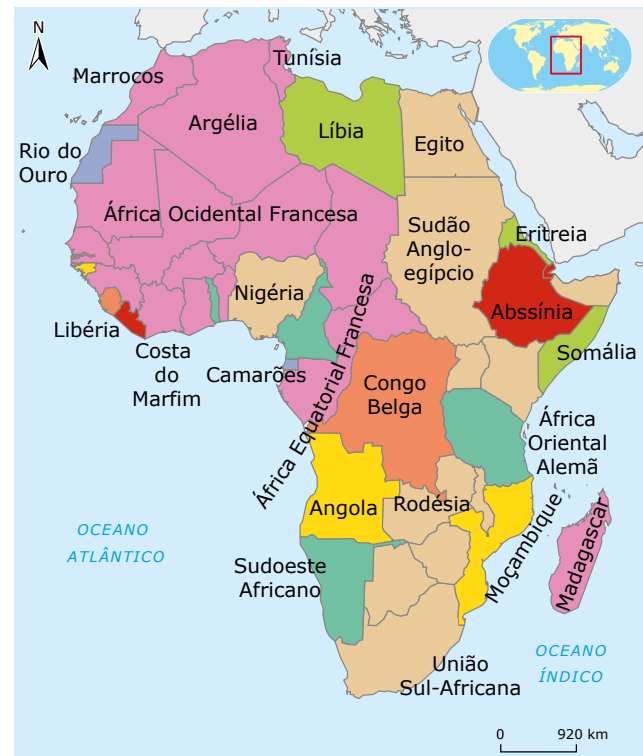 N
Tunísia
Marrocos
Argélia
Líbia
Egito
Rio do
Ouro
África Ocidental Francesa
Sudão
Anglo-
egípcio
Eritreia
Nigéria
Abssínia
Libéria
Costa
do
Marfim
Camarões
África Equatorial Francesa
Congo
Belga
Somália
África
Oriental
Alemã
Angola
Rodésia
Moçambique
Madagascar
OCEANO
ATLÂNTICO
Sudoeste
Africano
União
Sul-Africana
OCEANO
ÍNDICO
0 920 km